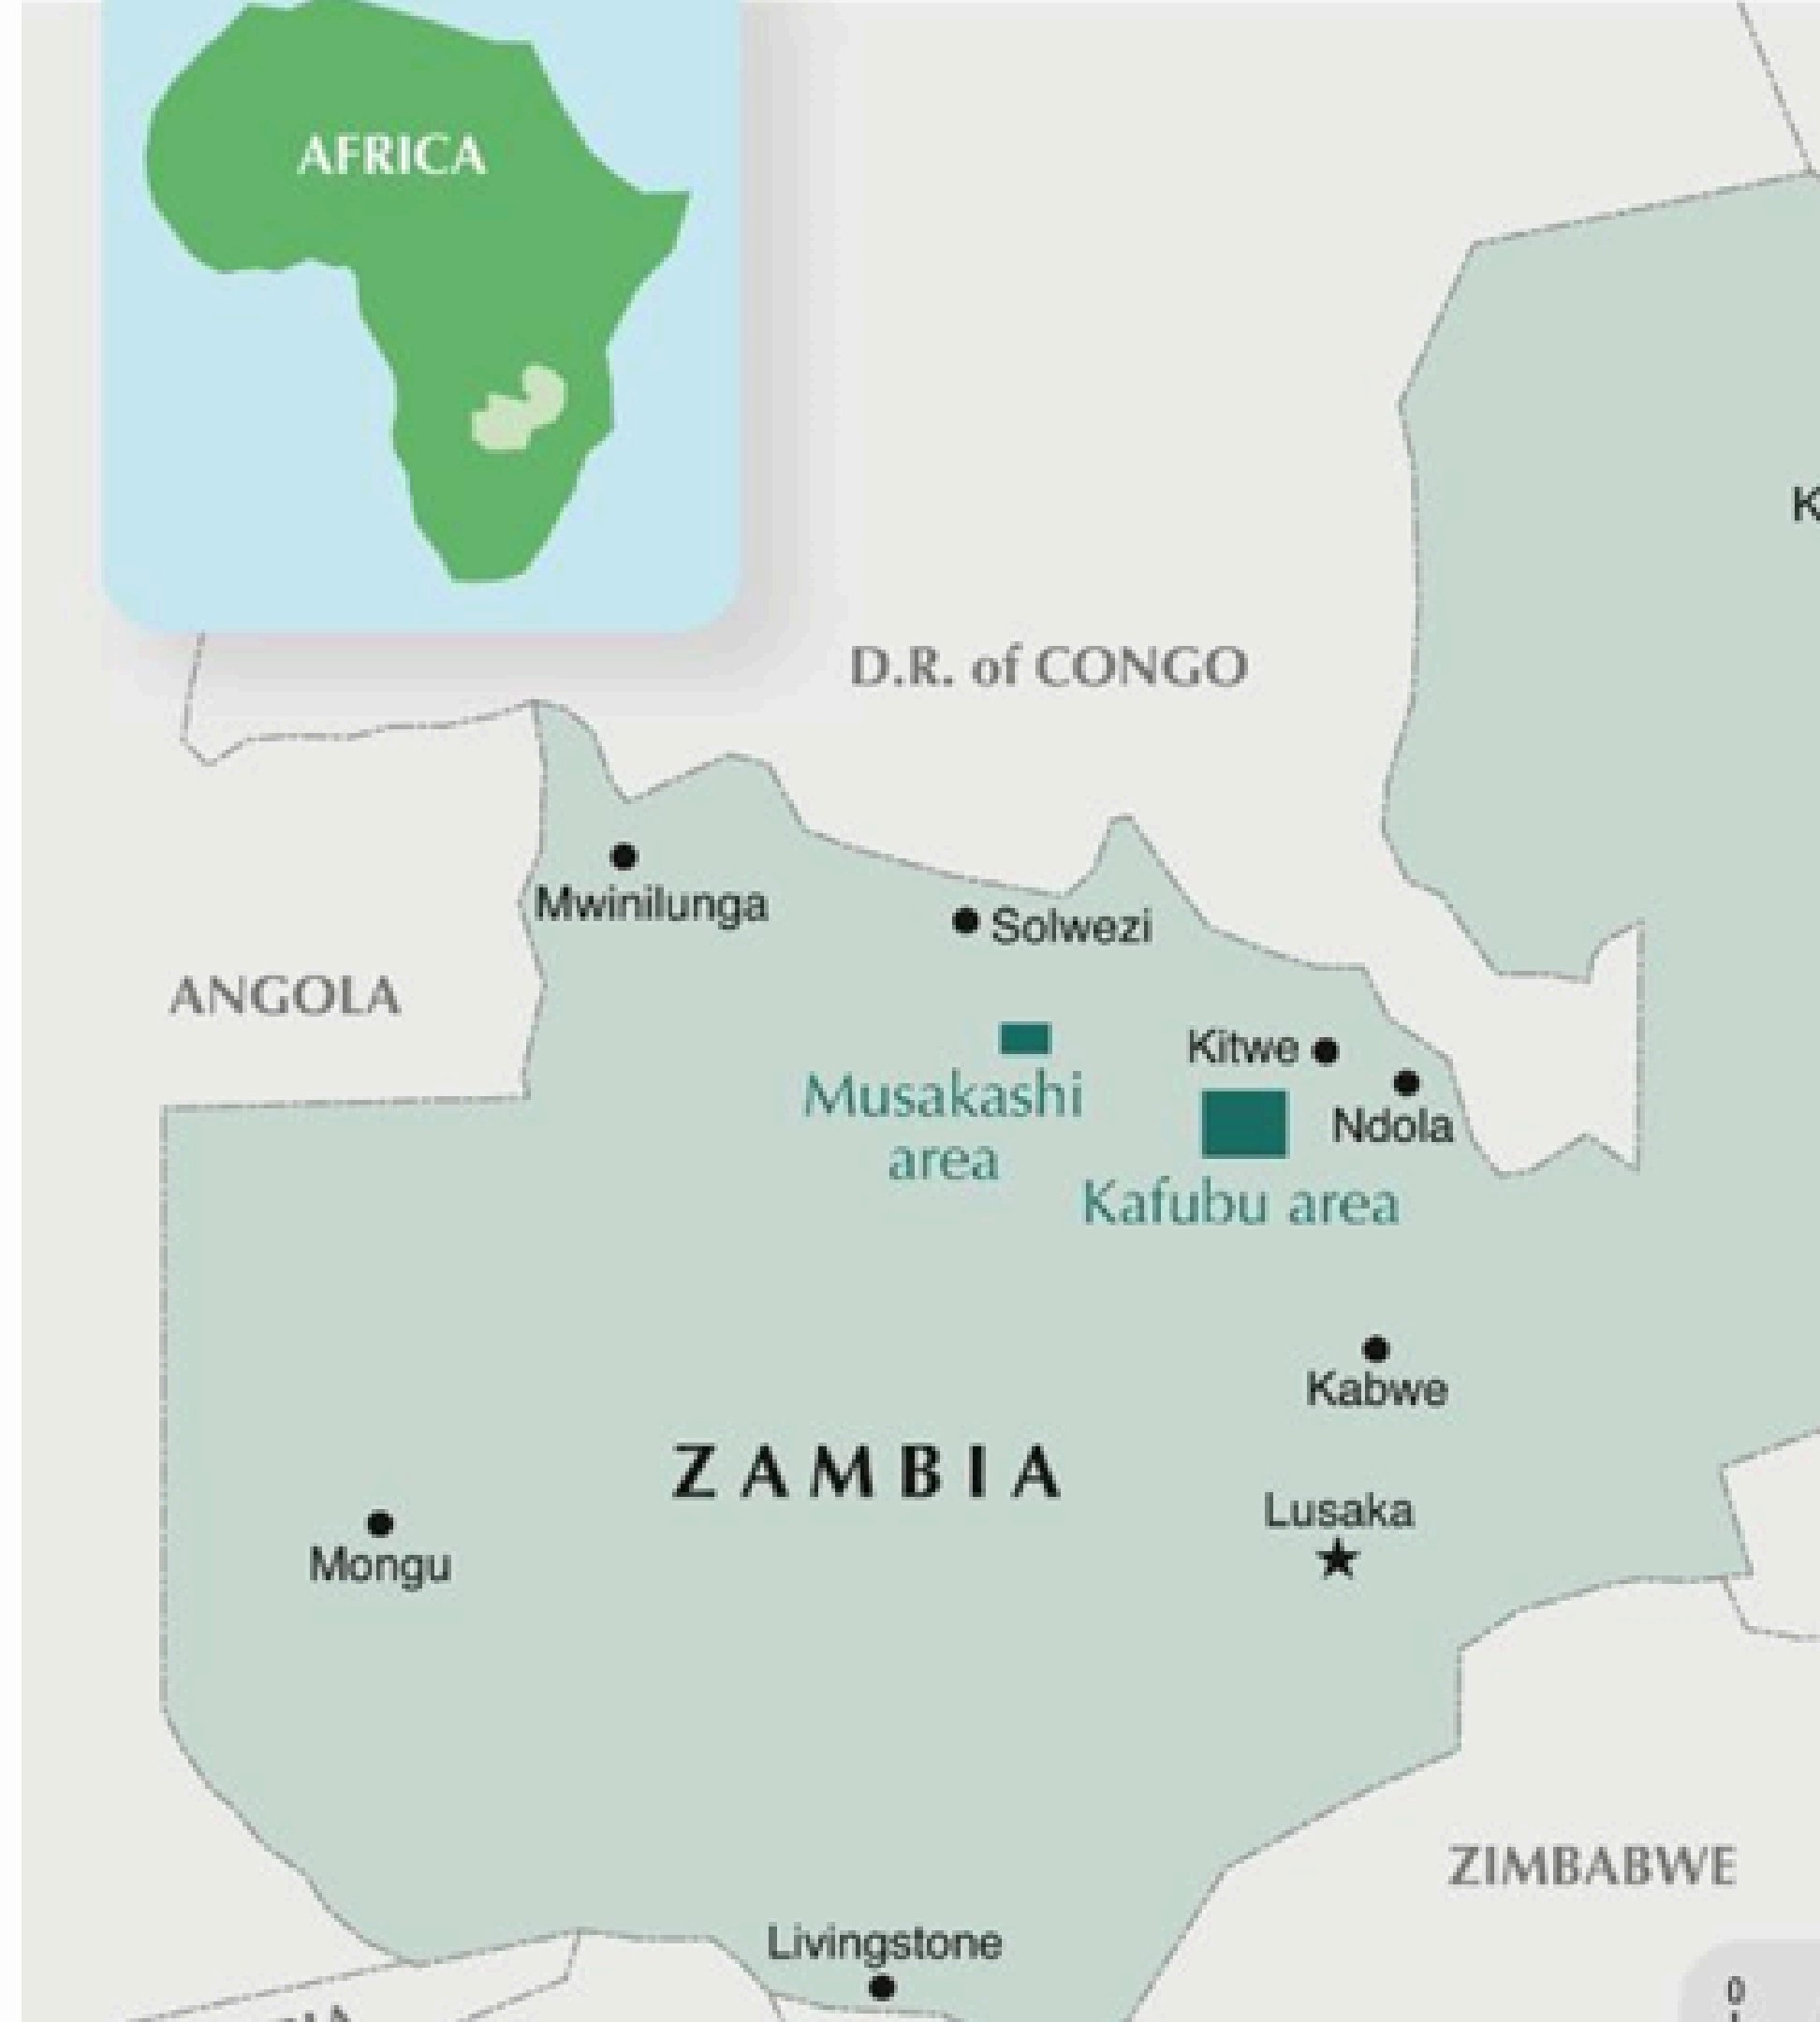 AFRICA
K
D.R. of CONGO
Mwinilunga
Solwezi
ANGOLA
Kitwe
Musakashi
area
Ndola
Kafubu area
Kabwe
ZAMBIA
Lusaka
Mongu
ZIMBABWE
Livingstone
0